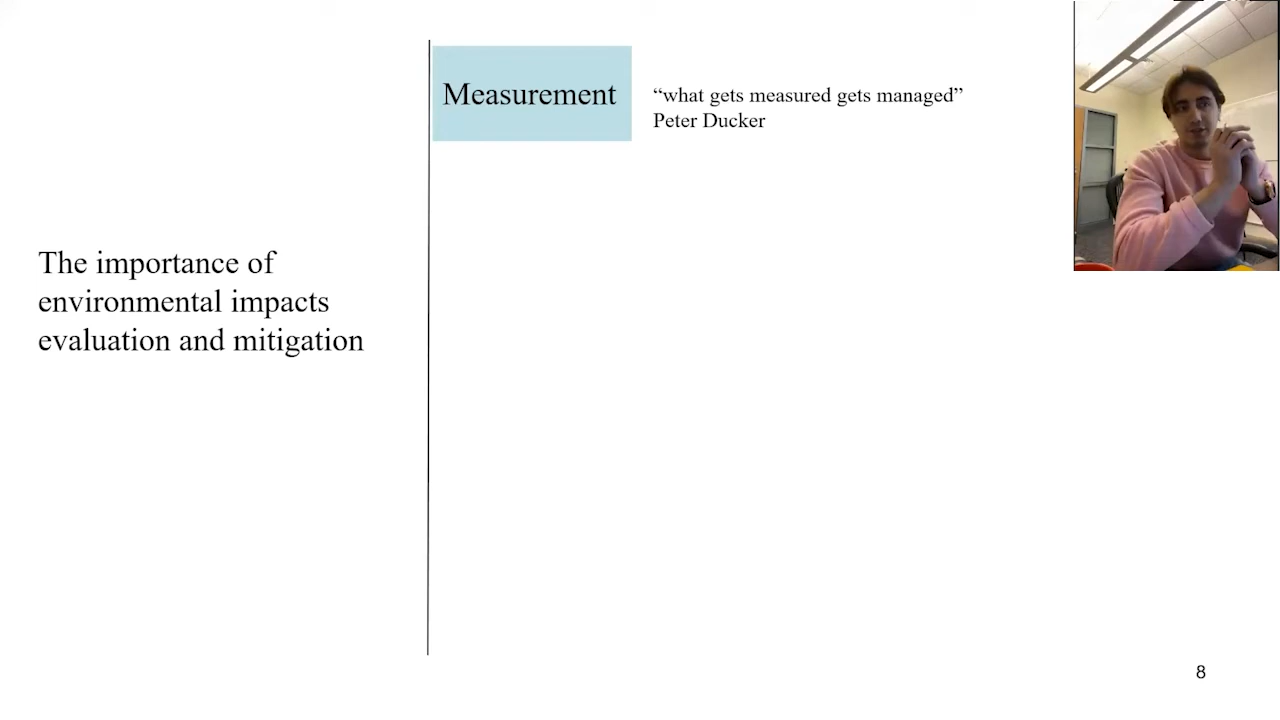 The importance of
environmental impacts
evaluation and mitigation
Measurement
“what gets measured gets managed”
Peter Ducker
8